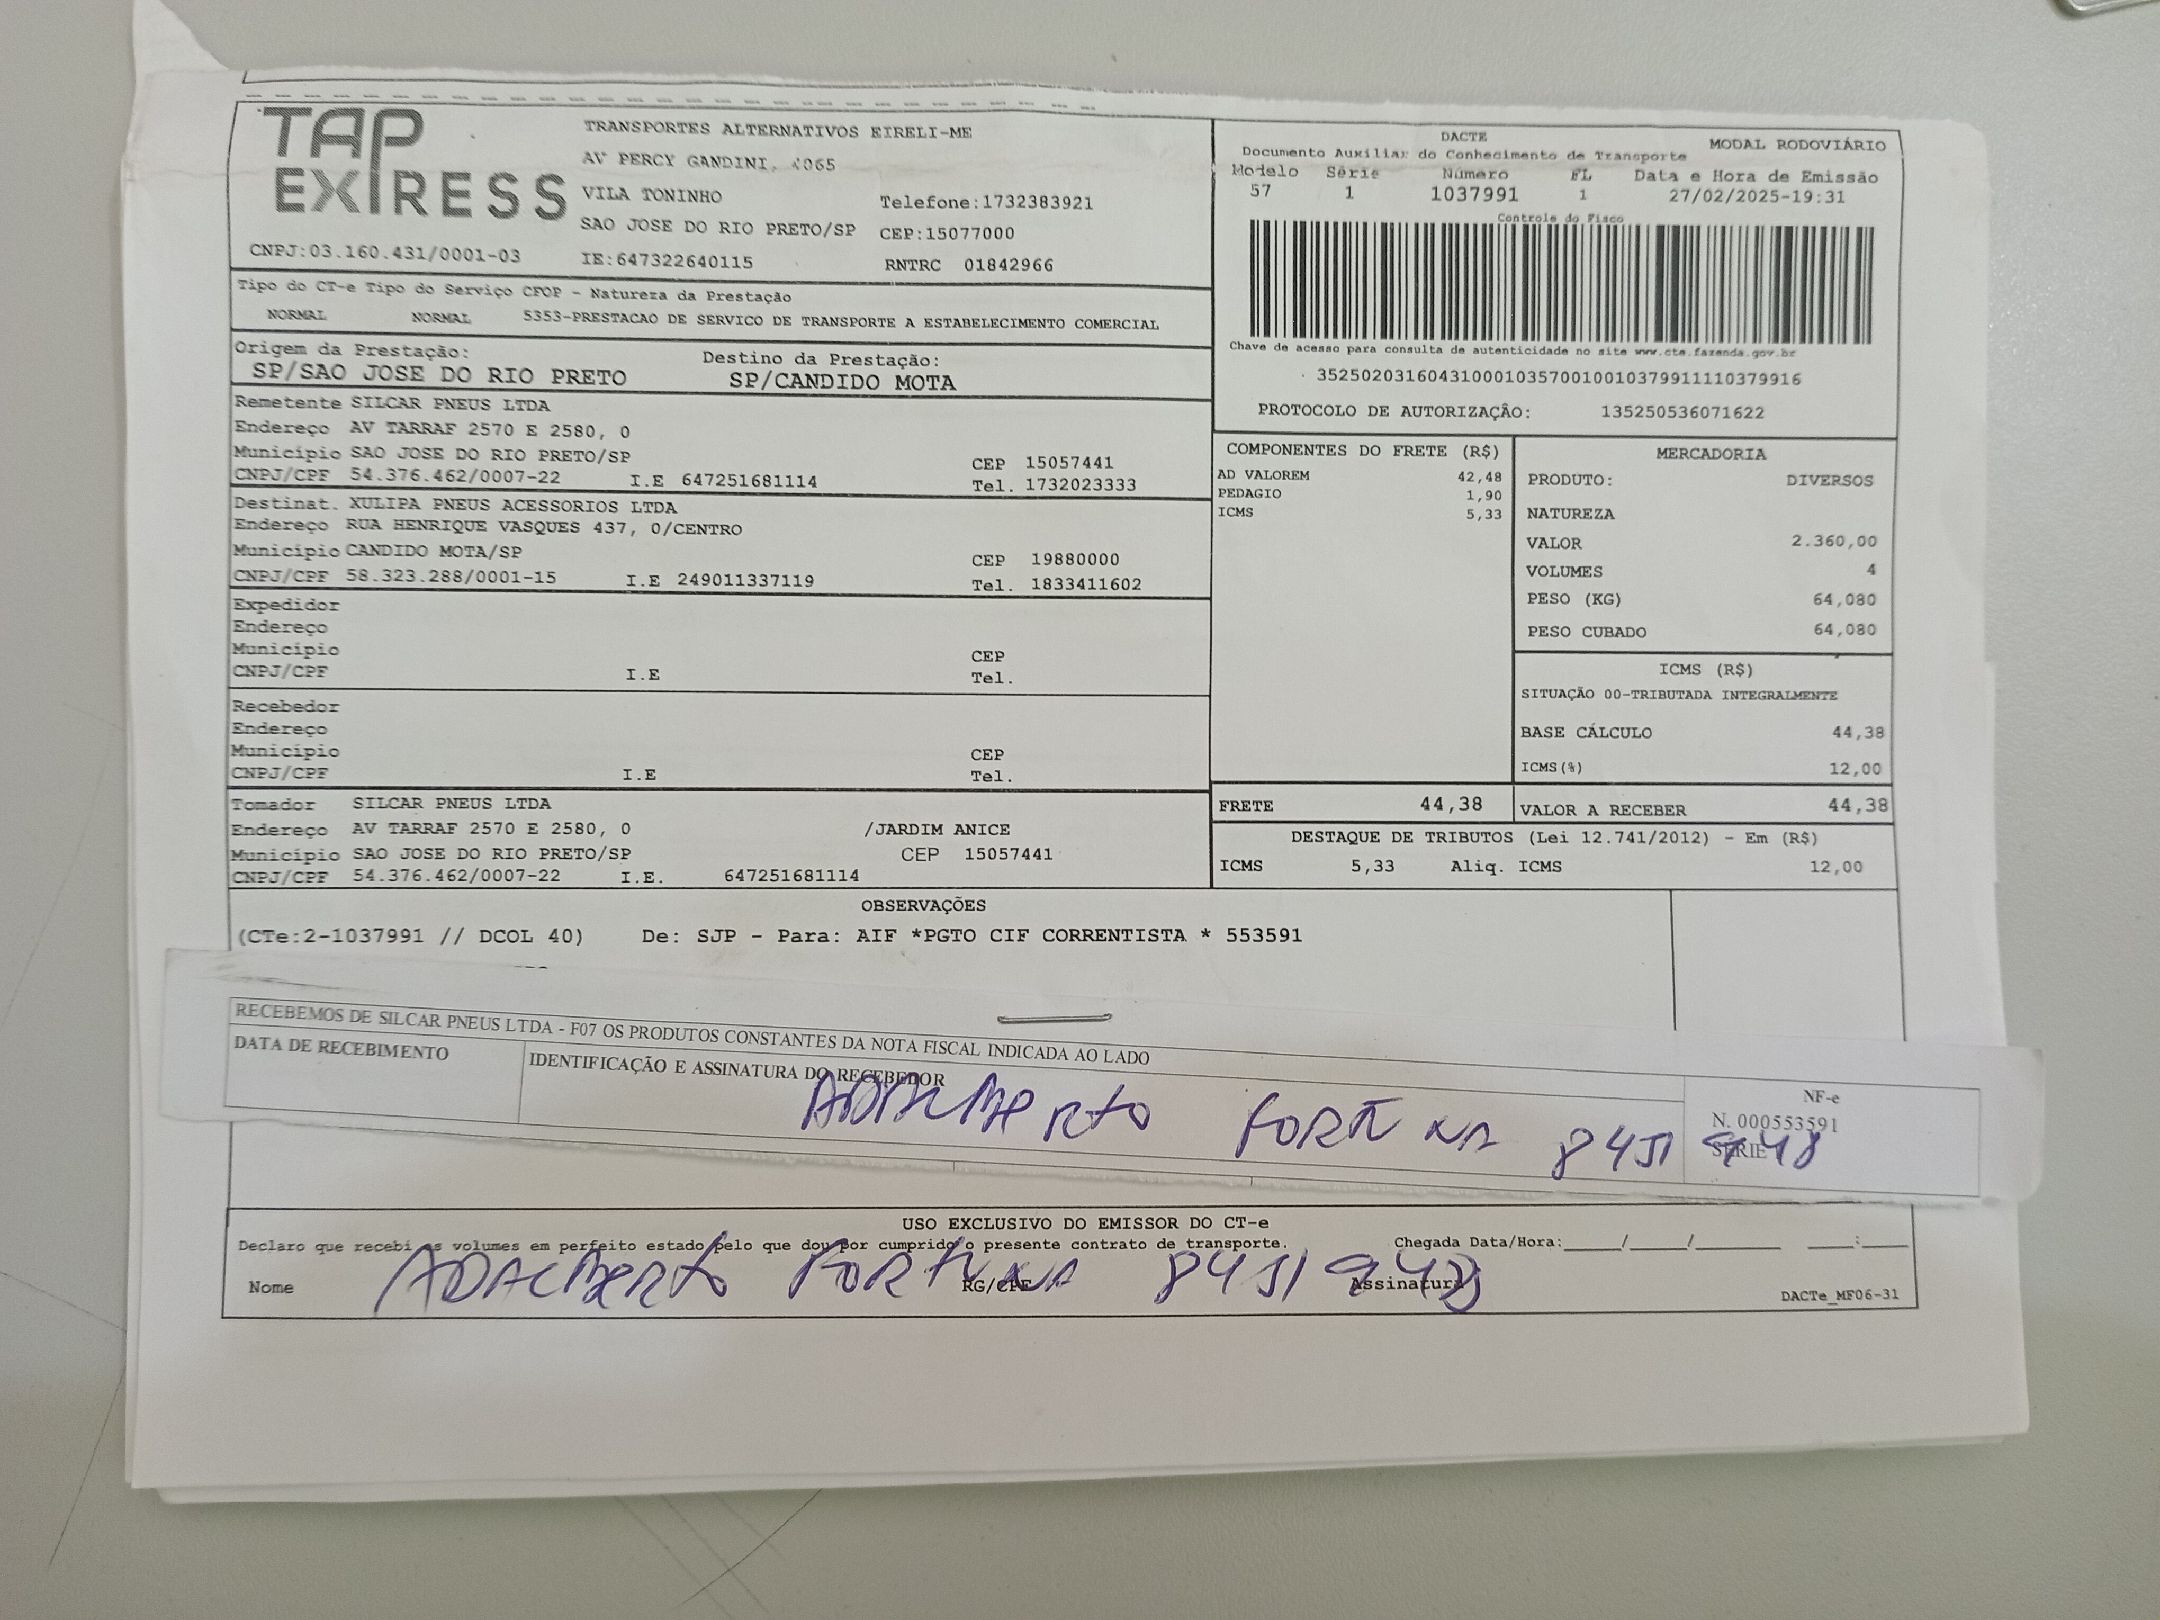 TAP EXPRESS
TRANSPORTES ALTERNATIVOS EIRELI-ME
AV PERCY GANDINI, 4065
VILA TONINHO Telefone:1732383921
SAO JOSE DO RIO PRETO/SP CEP:15077000
CNPJ:03.160.431/0001-03 IE:647322640115 RNTRC 01842966
DACTE MODAL RODOVIÁRIO
Documento Auxiliar do Conhecimento de Transporte
Modelo Série Número FL Data e Hora de Emissão
57 1 1037991 1 27/02/2025-19:31
Controle do Fisco
Chave de acesso para consulta de autenticidade no site www.cte.fazenda.gov.br
35250203160431000103570010010379911110379916
PROTOCOLO DE AUTORIZAÇÃO: 135250536071622
Tipo do CT-e Tipo do Serviço CFOP - Natureza da Prestação
NORMAL NORMAL 5353-PRESTACAO DE SERVICO DE TRANSPORTE A ESTABELECIMENTO COMERCIAL
Origem da Prestação: Destino da Prestação:
SP/SAO JOSE DO RIO PRETO SP/CANDIDO MOTA
Remetente SILCAR PNEUS LTDA
Endereço AV TARRAF 2570 E 2580, 0
Município SAO JOSE DO RIO PRETO/SP CEP 15057441
CNPJ/CPF 54.376.462/0007-22 I.E 647251681114 Tel. 1732023333
Destinat. XULIPA PNEUS ACESSORIOS LTDA
Endereço RUA HENRIQUE VASQUES 437, 0/CENTRO
Município CANDIDO MOTA/SP CEP 19880000
CNPJ/CPF 58.323.288/0001-15 I.E 249011337119 Tel. 1833411602
Expedidor
Endereço
Município CEP
CNPJ/CPF I.E Tel.
Recebedor
Endereço
Município CEP
CNPJ/CPF I.E Tel.
Tomador SILCAR PNEUS LTDA
Endereço AV TARRAF 2570 E 2580, 0 /JARDIM ANICE
Município SAO JOSE DO RIO PRETO/SP CEP 15057441
CNPJ/CPF 54.376.462/0007-22 I.E. 647251681114
COMPONENTES DO FRETE (R$)
AD VALOREM 42,48
PEDAGIO 1,90
ICMS 5,33
MERCADORIA
PRODUTO: DIVERSOS
NATUREZA
VALOR 2.360,00
VOLUMES 4
PESO (KG) 64,080
PESO CUBADO 64,080
ICMS (R$)
SITUAÇÃO 00-TRIBUTADA INTEGRALMENTE
BASE CÁLCULO 44,38
ICMS(%) 12,00
FRETE 44,38 VALOR A RECEBER 44,38
DESTAQUE DE TRIBUTOS (Lei 12.741/2012) - Em (R$)
ICMS 5,33 Aliq. ICMS 12,00
OBSERVAÇÕES
(CTe:2-1037991 // DCOL 40) De: SJP - Para: AIF *PGTO CIF CORRENTISTA * 553591
RECEBEMOS DE SILCAR PNEUS LTDA - F07 OS PRODUTOS CONSTANTES DA NOTA FISCAL INDICADA AO LADO
DATA DE RECEBIMENTO IDENTIFICAÇÃO E ASSINATURA DO RECEBEDOR
NF-e
N. 000553591
SÉRIE
ADALBERTO FORTUNA 8451948
USO EXCLUSIVO DO EMISSOR DO CT-e
Declaro que recebi os volumes em perfeito estado pelo que dou por cumprido o presente contrato de transporte. Chegada Data/Hora:____/____/______ ____:____
Nome RG/CPF Assinatura
ADALBERTO FORTUNA 8451948
DACTe_MF06-31